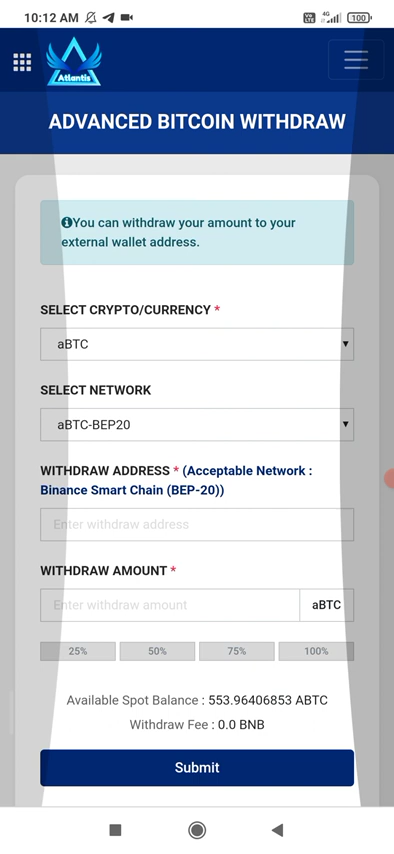 10:12 AM
4G
100
Atlantis
ADVANCED BITCOIN WITHDRAW
You can withdraw your amount to your
external wallet address.
SELECT CRYPTO/CURRENCY *
aBTC
SELECT NETWORK
aBTC-BEP20
WITHDRAW ADDRESS * (Acceptable Network :
Binance Smart Chain (BEP-20))
Enter withdraw address
WITHDRAW AMOUNT *
Enter withdraw amount
aBTC
25% 50% 75% 100%
Available Spot Balance : 553.96406853 ABTC
Withdraw Fee : 0.0 BNB
Submit